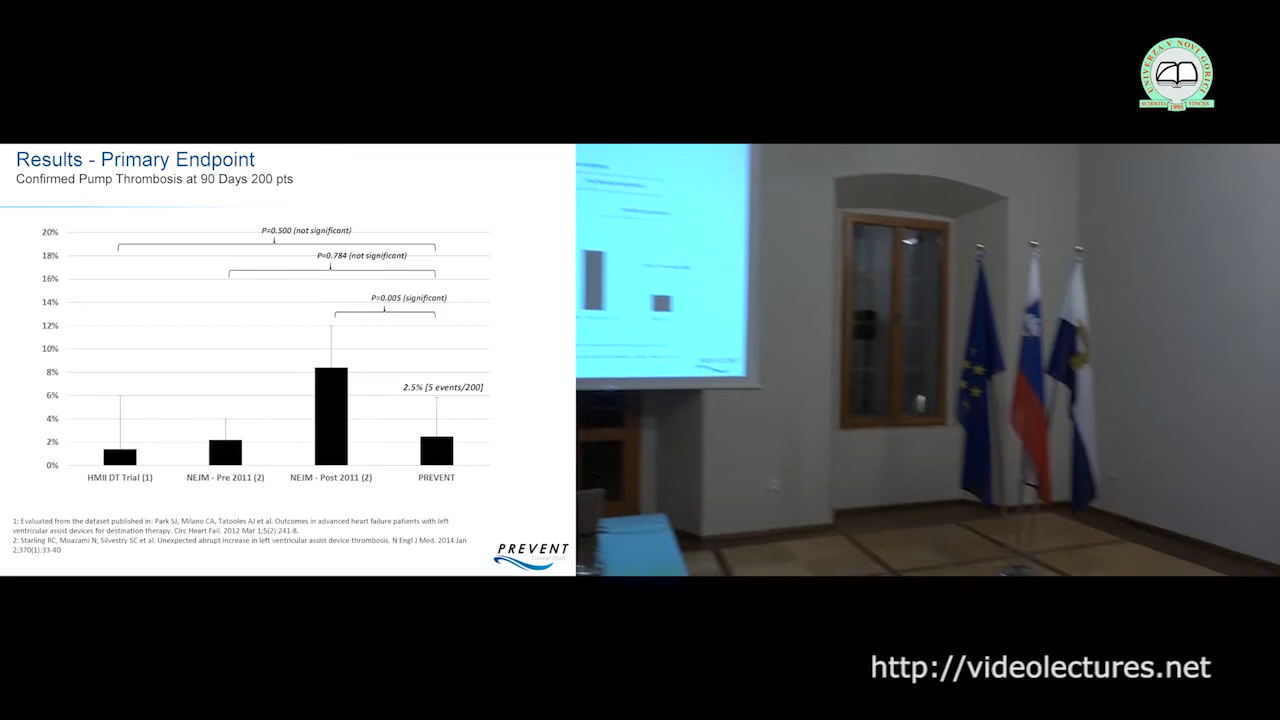 UNIVERZA V NOVI GORICI
SCIENTIA VINCES
1995
Results - Primary Endpoint
Confirmed Pump Thrombosis at 90 Days 200 pts
20%
P=0.500 (not significant)
18%
P=0.784 (not significant)
16%
14%
P=0.005 (significant)
12%
10%
8%
2.5% [5 events/200]
6%
4%
2%
0%
HMII DT Trial (1) NEJM - Pre 2011 (2) NEJM - Post 2011 (2) PREVENT
1: Evaluated from the dataset published in: Park SJ, Milano CA, Tatooles AJ et al. Outcomes in advanced heart failure patients with left
ventricular assist devices for destination therapy. Circ Heart Fail. 2012 Mar 1;5(2):241-8.
2: Starling RC, Moazami N, Silvestry SC et al. Unexpected abrupt increase in left ventricular assist device thrombosis. N Engl J Med. 2014 Jan
2;370(1):33-40
PREVENT
http://videolectures.net